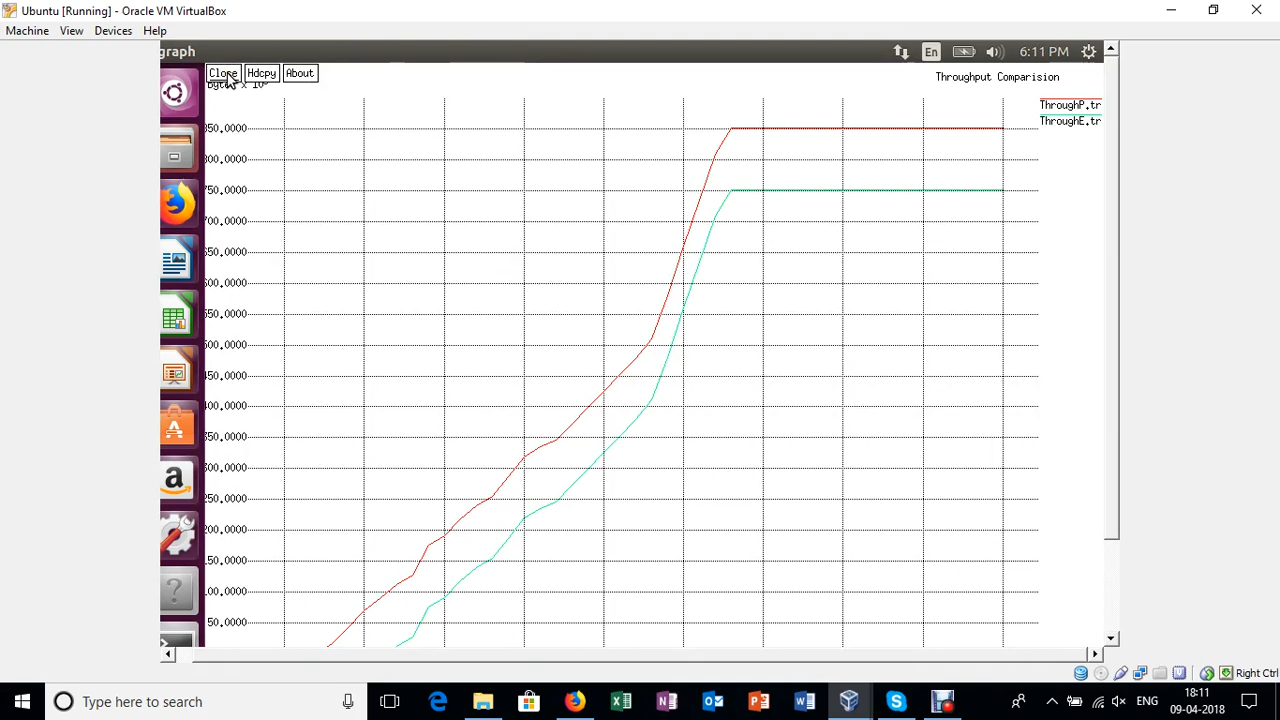 Ubuntu [Running] - Oracle VM VirtualBox
Machine View Devices Help
graph
En
6:11 PM
Close Hdcpy About
Throughput Comparision
ThroughP.tr
ThroughE.tr
850.0000
800.0000
750.0000
700.0000
650.0000
600.0000
550.0000
500.0000
450.0000
400.0000
350.0000
300.0000
250.0000
200.0000
150.0000
100.0000
50.0000
Right Ctrl
Type here to search
ENG
18:11
09-04-2018